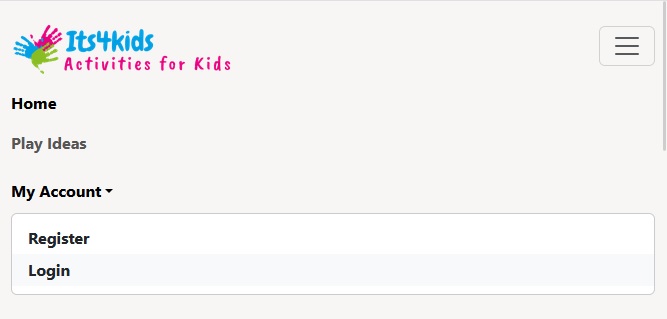 Its4kids
Activities for Kids
Home
Play Ideas
My Account
Register
Login